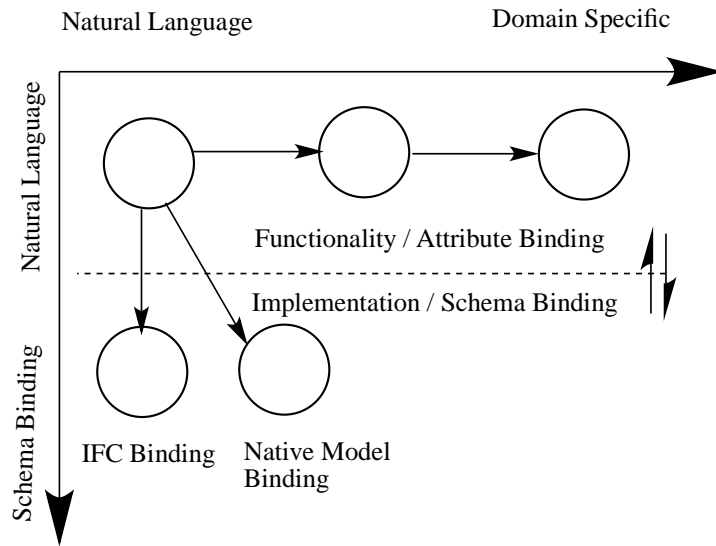 Natural Language
Domain Specific
Natural Language
Functionality / Attribute Binding
Implementation / Schema Binding
Schema Binding
IFC Binding
Native Model
Binding